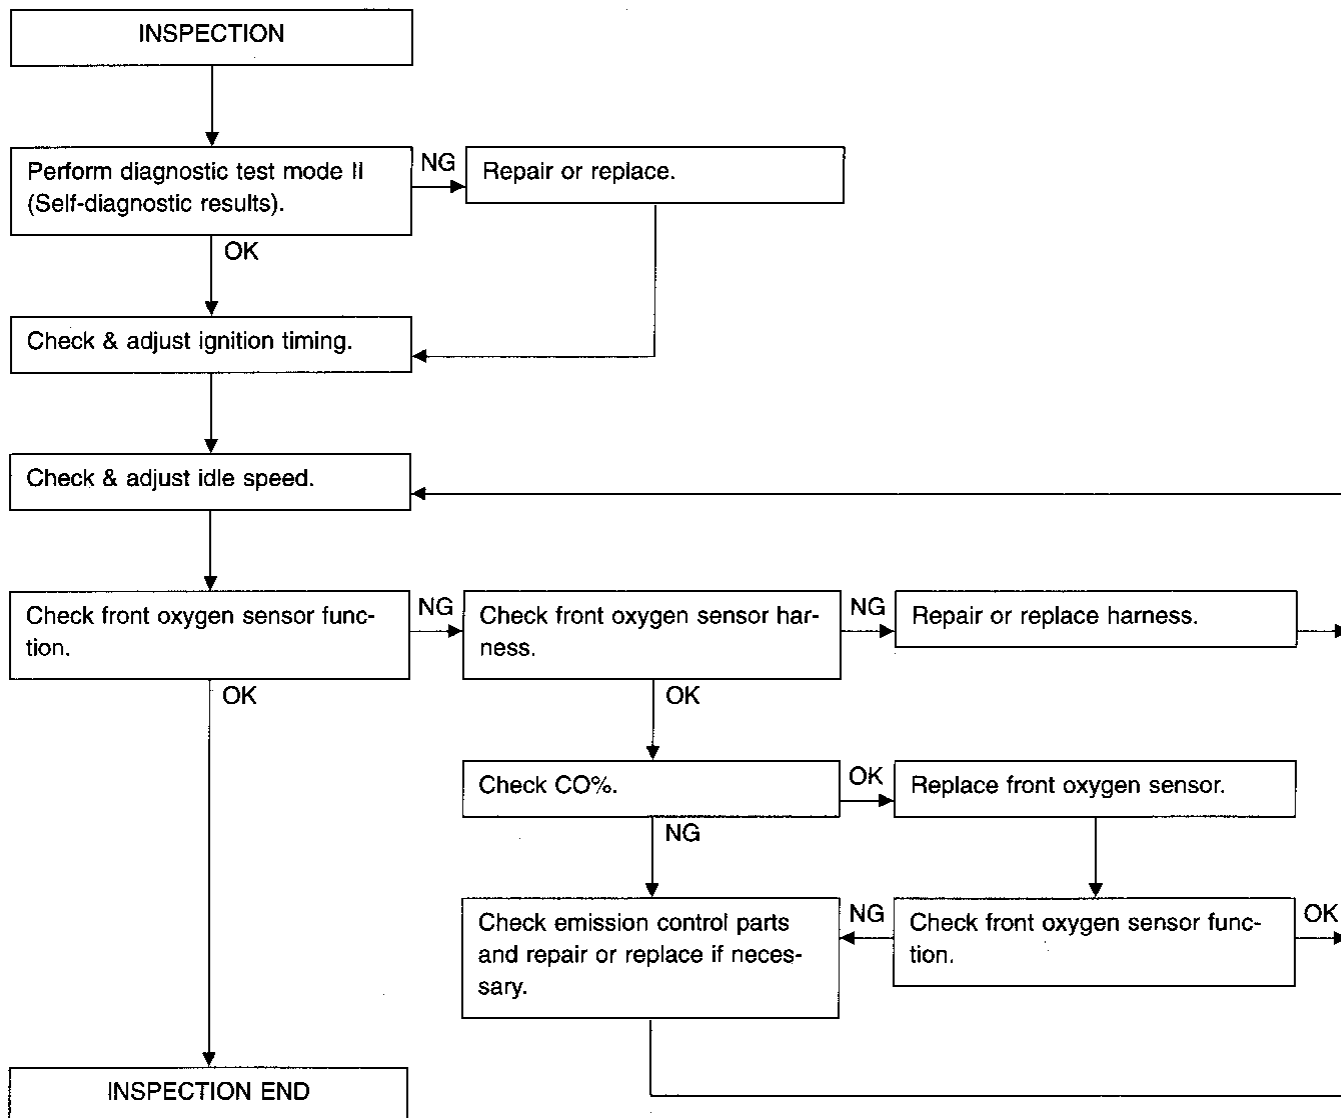 INSPECTION
Perform diagnostic test mode II
(Self-diagnostic results).
NG
Repair or replace.
OK
Check & adjust ignition timing.
Check & adjust idle speed.
Check front oxygen sensor func-
tion.
NG
Check front oxygen sensor har-
ness.
NG
Repair or replace harness.
OK
OK
Check CO%.
OK
Replace front oxygen sensor.
NG
Check emission control parts
and repair or replace if neces-
sary.
NG
Check front oxygen sensor func-
tion.
OK
INSPECTION END